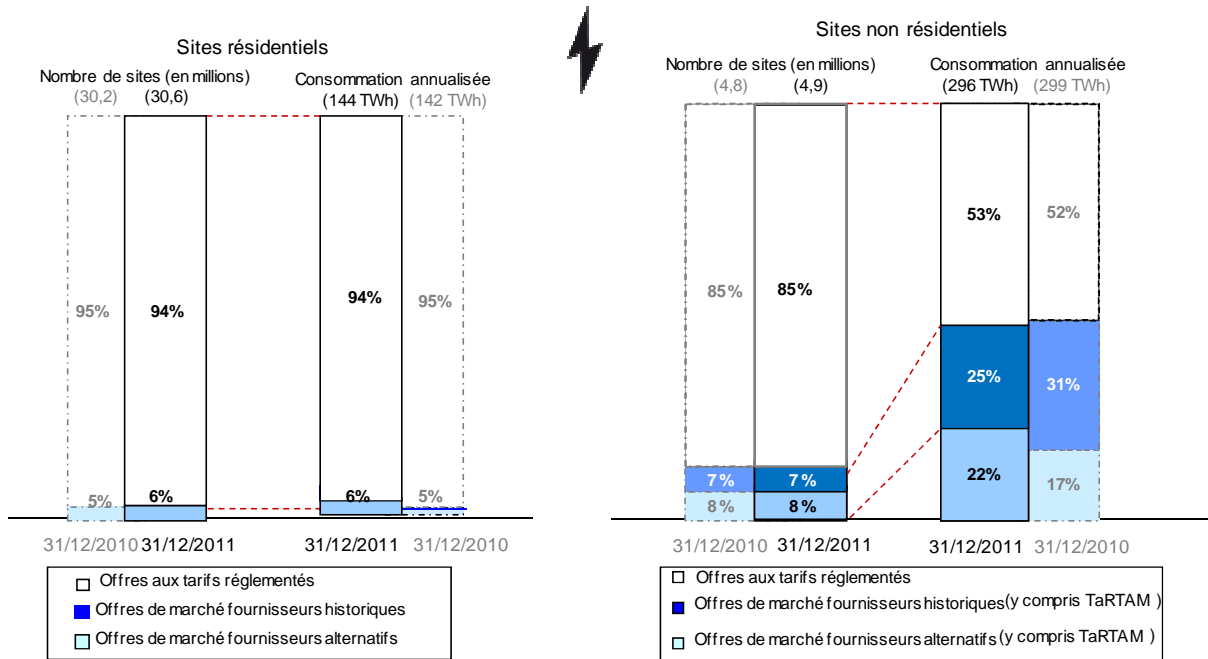 Sites résidentiels
Nombre de sites (en millions)
(30,2) (30,6)
Consommation annualisée
(144 TWh) (142 TWh)
95%
94%
94%
95%
5%
6%
6%
5%
31/12/2010 31/12/2011
31/12/2011 31/12/2010
Offres aux tarifs réglementés
Offres de marché fournisseurs historiques
Offres de marché fournisseurs alternatifs
Sites non résidentiels
Nombre de sites (en millions)
(4,8) (4,9)
Consommation annualisée
(296 TWh) (299 TWh)
85%
85%
53%
52%
7%
7%
25%
31%
8%
8%
22%
17%
31/12/2010 31/12/2011
31/12/2011 31/12/2010
Offres aux tarifs réglementés
Offres de marché fournisseurs historiques (y compris TaRTAM )
Offres de marché fournisseurs alternatifs (y compris TaRTAM )